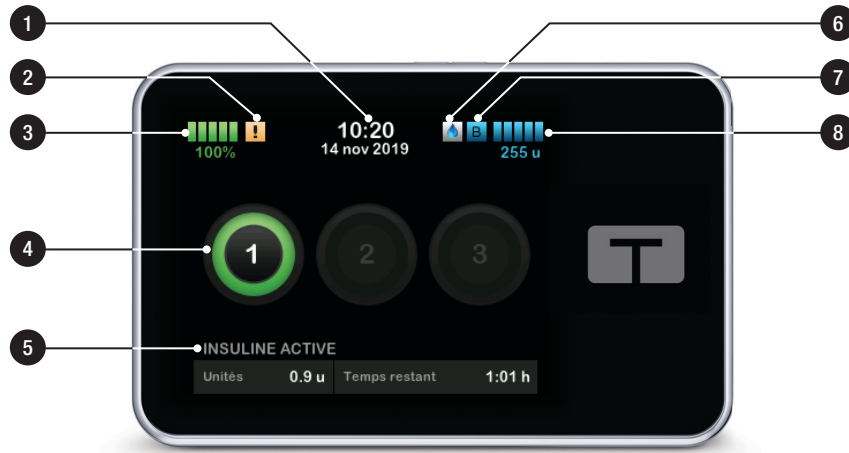 1
6
2
7
3
8
10:20
!
B
100%
14 nov 2019
255 u
4
1
2
3
T
5
INSULINE ACTIVE
Unités 0.9 u Temps restant 1:01 h